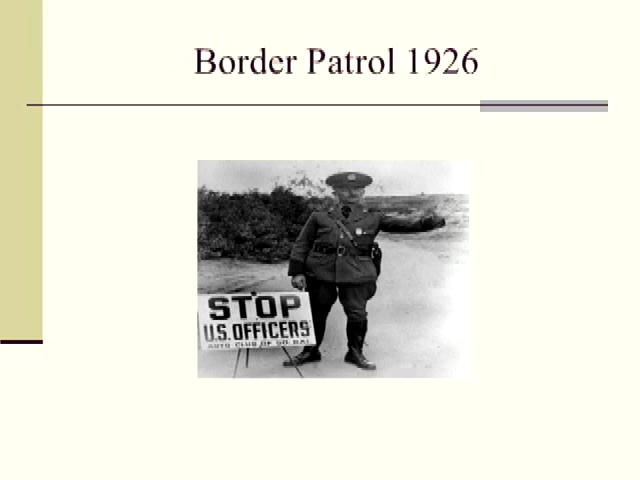 Border Patrol 1926
STOP
U.S. OFFICERS
AUTO CLUB OF SO. CAL.